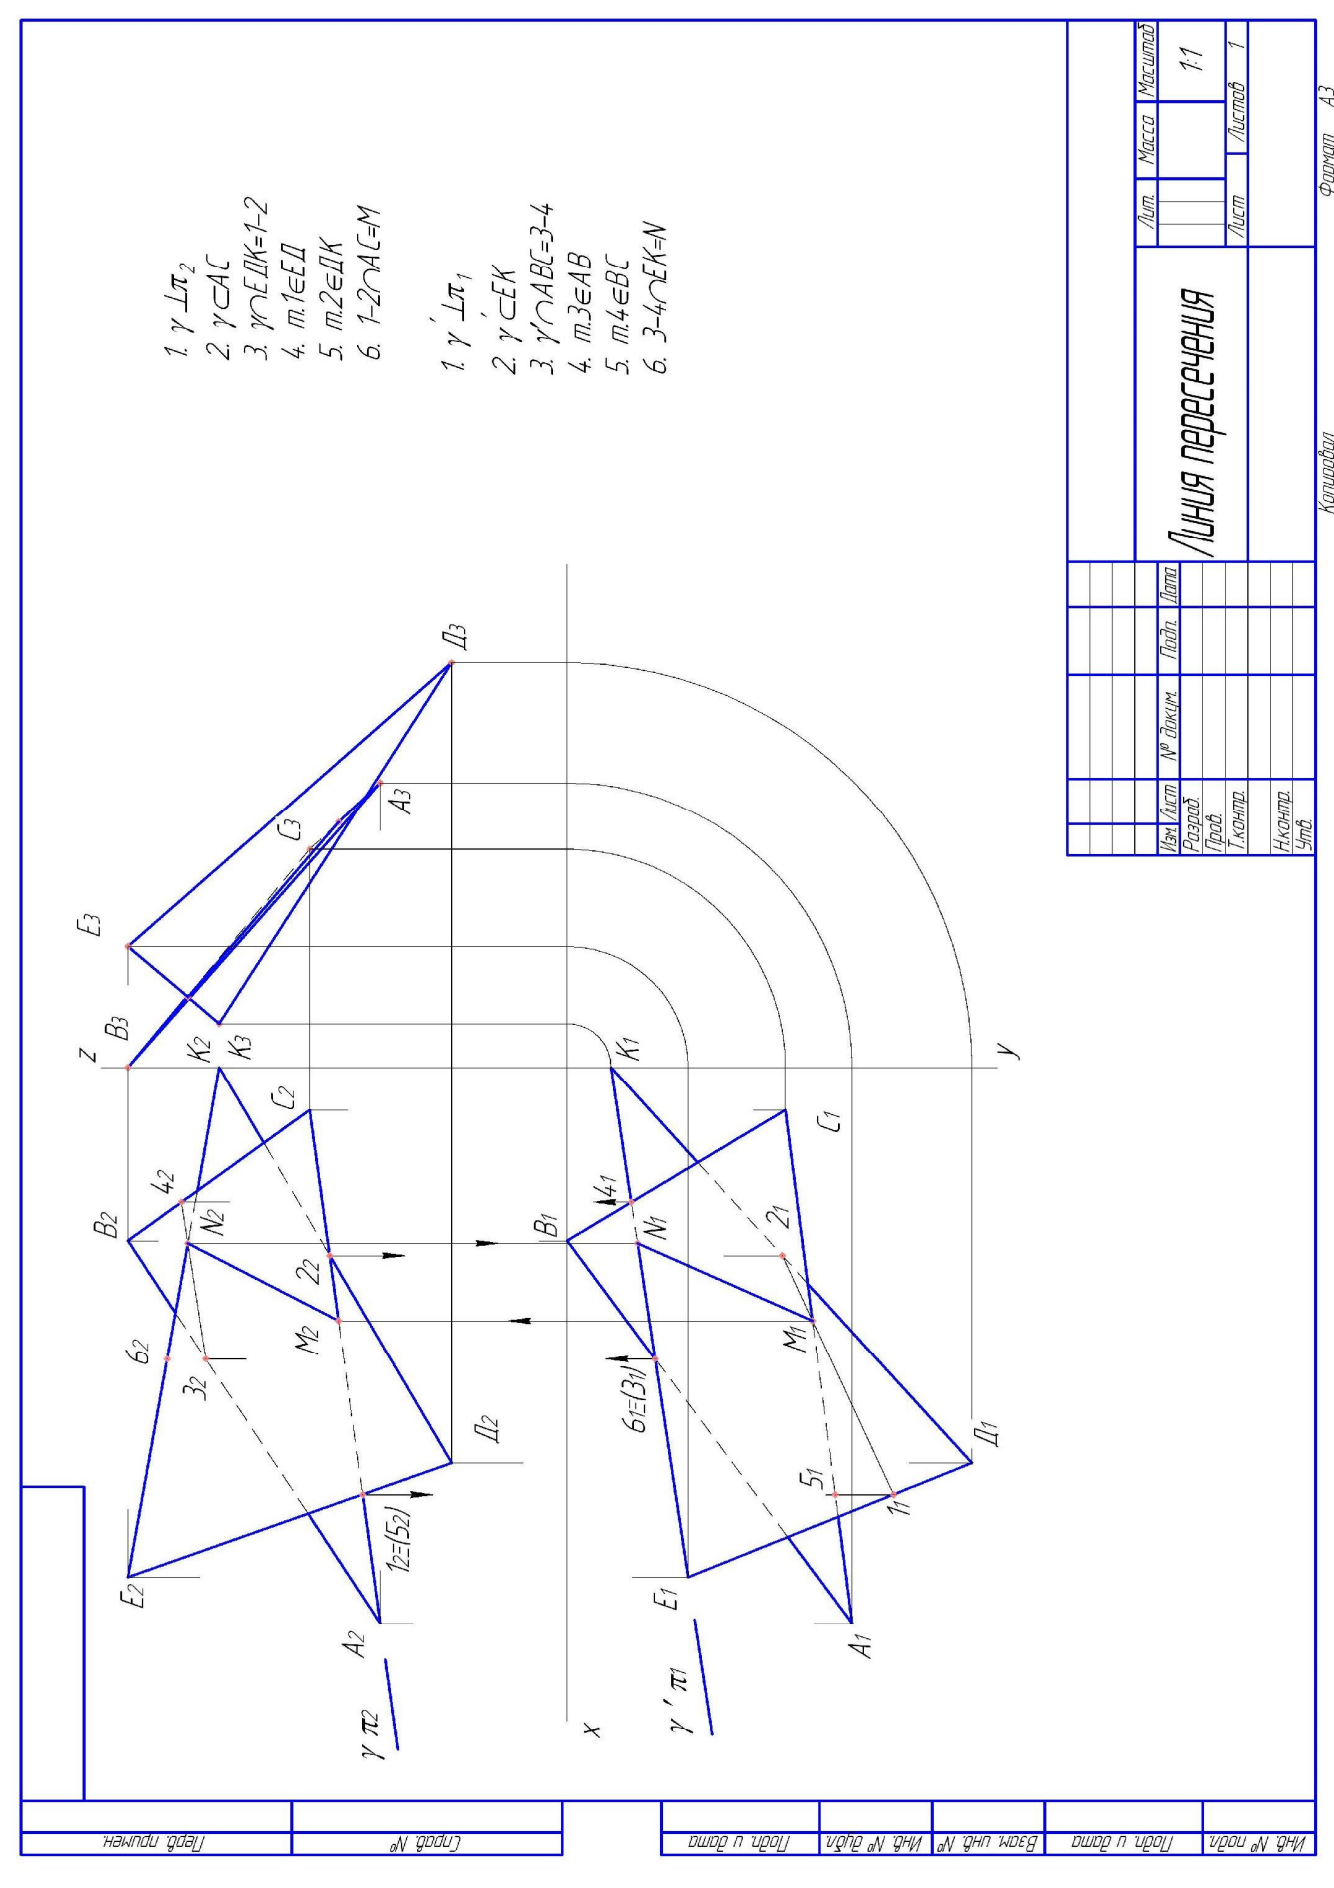 1. γ ⊥π2
2. γ⊂AC
3. γ∩EДK=1-2
4. т.1∈EД
5. т.2∈ДK
6. 1-2∩AC=M
1. γ' ⊥π1
2. γ'⊂EK
3. γ'∩ABC=3-4
4. т.3∈AB
5. т.4∈BC
6. 3-4∩EK=N
z
B3
E3
K2
K3
C3
A3
Д3
E2
B2
42
N2
62
32
C2
22
M2
A2
12≡(52)
Д2
γ π2
x
y
K1
B1
41
N1
61≡(31)
21
C1
M1
E1
51
11
Д1
A1
γ' π1
Перв. примен.
Справ. №
Подп. и дата
Инв. № дубл.
Взам. инв. №
Подп. и дата
Инв. № подл.
Изм. Лист № докум. Подп. Дата
Разраб.
Пров.
Т.контр.
Н.контр.
Утв.
Линия пересечения
Лит. Масса Масштаб
1:1
Лист Листов 1
Копировал Формат A3